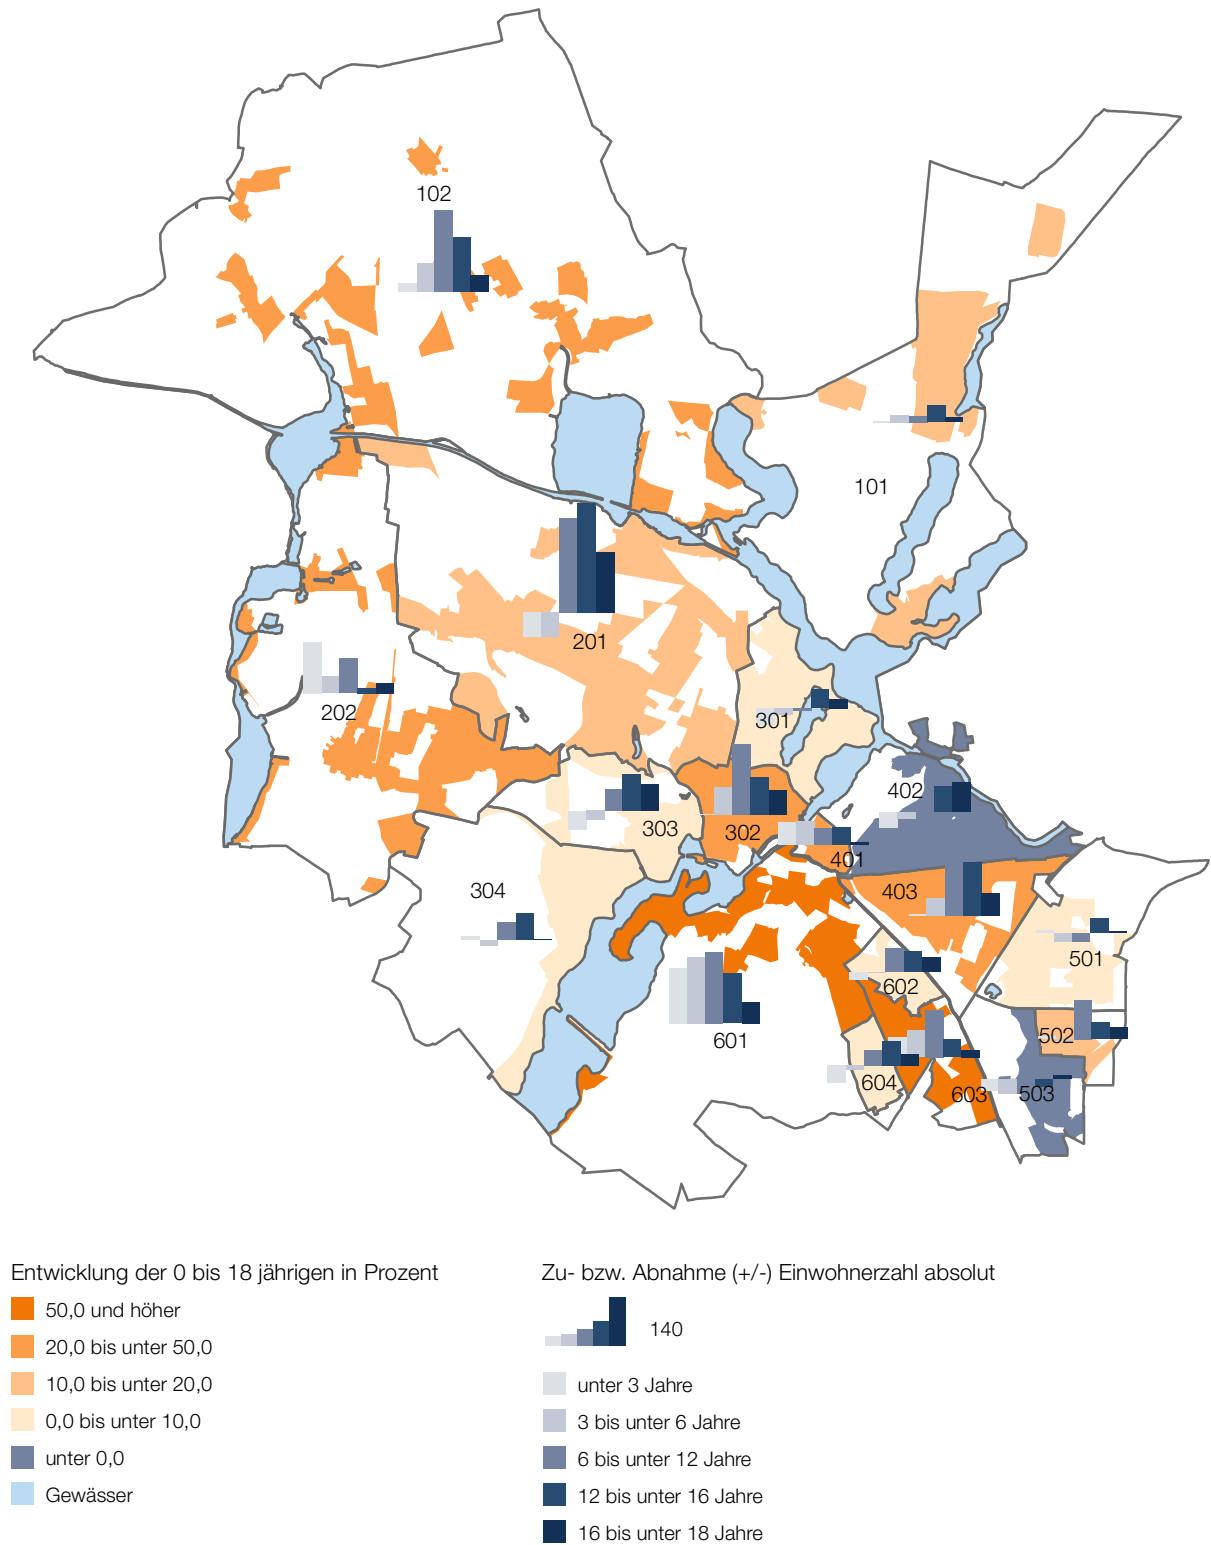 102
101
201
202
301
402
303
302
401
304
403
501
602
601
502
604
603
503
Entwicklung der 0 bis 18 jährigen in Prozent
50,0 und höher
20,0 bis unter 50,0
10,0 bis unter 20,0
0,0 bis unter 10,0
unter 0,0
Gewässer
Zu- bzw. Abnahme (+/-) Einwohnerzahl absolut
140
unter 3 Jahre
3 bis unter 6 Jahre
6 bis unter 12 Jahre
12 bis unter 16 Jahre
16 bis unter 18 Jahre